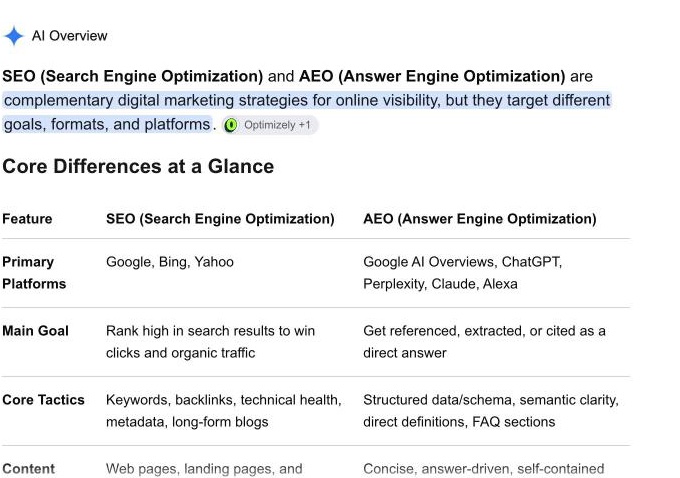 AI Overview
SEO (Search Engine Optimization) and AEO (Answer Engine Optimization) are
complementary digital marketing strategies for online visibility, but they target different
goals, formats, and platforms. Optimizely +1
Core Differences at a Glance
Feature SEO (Search Engine Optimization) AEO (Answer Engine Optimization)
Primary Google, Bing, Yahoo Google AI Overviews, ChatGPT,
Platforms Perplexity, Claude, Alexa
Main Goal Rank high in search results to win Get referenced, extracted, or cited as a
clicks and organic traffic direct answer
Core Tactics Keywords, backlinks, technical health, Structured data/schema, semantic clarity,
metadata, long-form blogs direct definitions, FAQ sections
Content Web pages, landing pages, and Concise, answer-driven, self-contained